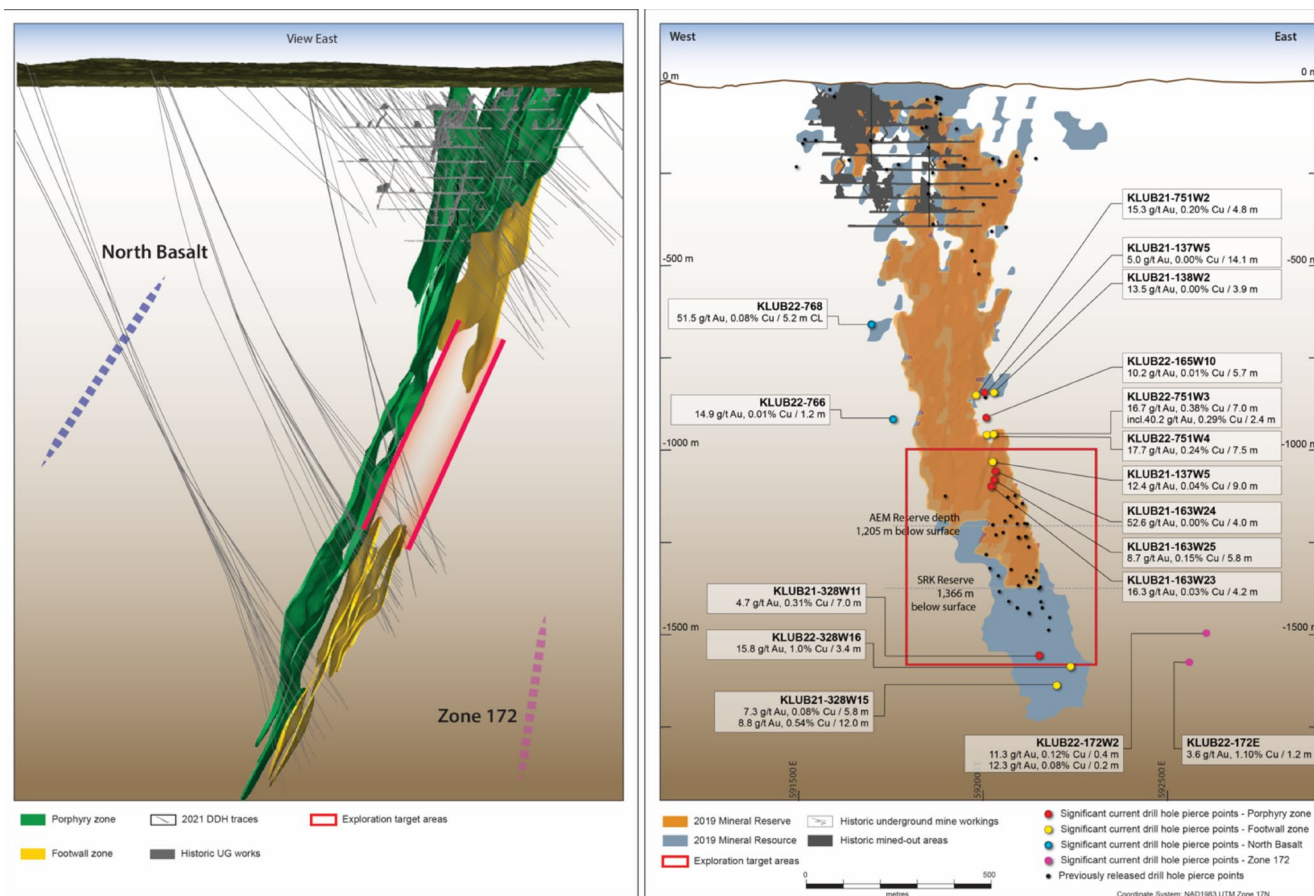 View East
North Basalt
Zone 172
Porphyry zone
2021 DDH traces
Exploration target areas
Footwall zone
Historic UG works
West
East
0 m
0 m
-500 m
-500 m
-1000 m
-1000 m
-1500 m
-1500 m
KLUB21-751W2
15.3 g/t Au, 0.20% Cu / 4.8 m
KLUB21-137W5
5.0 g/t Au, 0.00% Cu / 14.1 m
KLUB21-138W2
13.5 g/t Au, 0.00% Cu / 3.9 m
KLUB22-768
51.5 g/t Au, 0.08% Cu / 5.2 m CL
KLUB22-165W10
10.2 g/t Au, 0.01% Cu / 5.7 m
KLUB22-766
14.9 g/t Au, 0.01% Cu / 1.2 m
KLUB22-751W3
16.7 g/t Au, 0.38% Cu / 7.0 m
incl.40.2 g/t Au, 0.29% Cu / 2.4 m
KLUB22-751W4
17.7 g/t Au, 0.24% Cu / 7.5 m
KLUB21-137W5
12.4 g/t Au, 0.04% Cu / 9.0 m
KLUB21-163W24
52.6 g/t Au, 0.00% Cu / 4.0 m
KLUB21-163W25
8.7 g/t Au, 0.15% Cu / 5.8 m
KLUB21-163W23
16.3 g/t Au, 0.03% Cu / 4.2 m
AEM Reserve depth
1,205 m below surface
SRK Reserve
1,366 m
below surface
KLUB21-328W11
4.7 g/t Au, 0.31% Cu / 7.0 m
KLUB22-328W16
15.8 g/t Au, 1.0% Cu / 3.4 m
KLUB21-328W15
7.3 g/t Au, 0.08% Cu / 5.8 m
8.8 g/t Au, 0.54% Cu / 12.0 m
KLUB22-172W2
11.3 g/t Au, 0.12% Cu / 0.4 m
12.3 g/t Au, 0.08% Cu / 0.2 m
KLUB22-172E
3.6 g/t Au, 1.10% Cu / 1.2 m
591500 E
592000 E
592500 E
2019 Mineral Reserve
Historic underground mine workings
2019 Mineral Resource
Historic mined-out areas
Exploration target areas
0
500
metres
Significant current drill hole pierce points - Porphyry zone
Significant current drill hole pierce points - Footwall zone
Significant current drill hole pierce points - North Basalt
Significant current drill hole pierce points - Zone 172
Previously released drill hole pierce points
Coordinate System: NAD1983 UTM Zone 17N